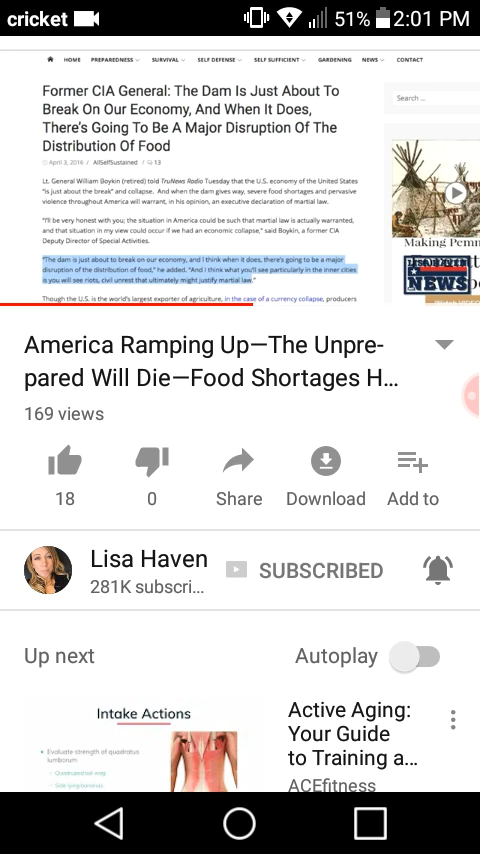 cricket 51% 2:01 PM
HOME PREPAREDNESS SURVIVAL SELF DEFENSE SELF SUFFICIENT GARDENING NEWS CONTACT
Former CIA General: The Dam Is Just About To
Break On Our Economy, And When It Does,
There's Going To Be A Major Disruption Of The
Distribution Of Food
Search ...
April 3, 2016 / AllSelfSustained / 13
Lt. General William Boykin (retired) told TruNews Radio Tuesday that the U.S. economy of the United States
"is just about the break" and collapse. And when the dam gives way, severe food shortages and pervasive
violence throughout America will warrant, in his opinion, an executive declaration of martial law.
"I'll be very honest with you; the situation in America could be such that martial law is actually warranted,
and that situation in my view could occur if we had an economic collapse," said Boykin, a former CIA
Deputy Director of Special Activities.
"The dam is just about to break on our economy, and I think when it does, there's going to be a major
disruption of the distribution of food," he added. "And I think what you'll see particularly in the inner cities
is you will see riots, civil unrest that ultimately might justify martial law."
Though the U.S. is the world's largest exporter of agriculture, in the case of a currency collapse, producers
Making Pemm
NEWS
America Ramping Up—The Unpre-
pared Will Die—Food Shortages H...
169 views
18 0 Share Download Add to
Lisa Haven
281K subscri...
SUBSCRIBED
Up next Autoplay
Intake Actions
Evaluate strength of quadratus
lumborum
Quadruped wag
Side lying bananas
Active Aging:
Your Guide
to Training a...
ACEfitness